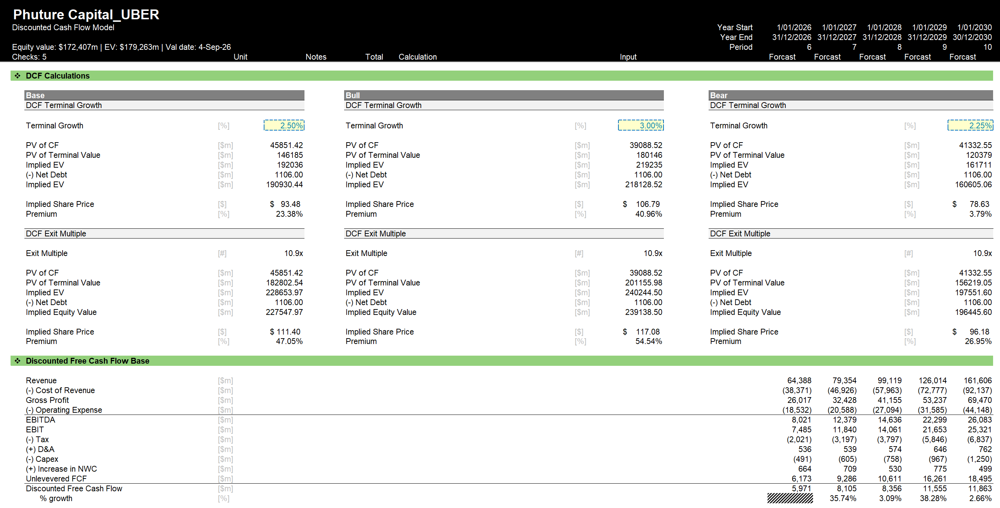 Phuture Capital_UBER
Discounted Cash Flow Model
Year Start 1/01/2026 1/01/2027 1/01/2028 1/01/2029 1/01/2030
Year End 31/12/2026 31/12/2027 31/12/2028 31/12/2029 30/12/2030
Equity value: $172,407m | EV: $179,263m | Val date: 4-Sep-26 Period 6 7 8 9 10
Checks: 5 Unit Notes Total Calculation Input Forcast Forcast Forcast Forcast Forcast
❖ DCF Calculations
Base Bull Bear
DCF Terminal Growth DCF Terminal Growth DCF Terminal Growth
Terminal Growth [%] 2.50% Terminal Growth [%] 3.00% Terminal Growth [%] 2.25%
PV of CF [$m] 45851.42 PV of CF [$m] 39088.52 PV of CF [$m] 41332.55
PV of Terminal Value [$m] 146185 PV of Terminal Value [$m] 180146 PV of Terminal Value [$m] 120379
Implied EV [$m] 192036 Implied EV [$m] 219235 Implied EV [$m] 161711
(-) Net Debt [$m] 1106.00 (-) Net Debt [$m] 1106.00 (-) Net Debt [$m] 1106.00
Implied EV [$m] 190930.44 Implied EV [$m] 218128.52 Implied EV [$m] 160605.06
Implied Share Price [$] $ 93.48 Implied Share Price [$] $ 106.79 Implied Share Price [$] $ 78.63
Premium [%] 23.38% Premium [%] 40.96% Premium [%] 3.79%
DCF Exit Multiple DCF Exit Multiple DCF Exit Multiple
Exit Multiple [#] 10.9x Exit Multiple [#] 10.9x Exit Multiple [#] 10.9x
PV of CF [$m] 45851.42 PV of CF [$m] 39088.52 PV of CF [$m] 41332.55
PV of Terminal Value [$m] 182802.54 PV of Terminal Value [$m] 201155.98 PV of Terminal Value [$m] 156219.05
Implied EV [$m] 228653.97 Implied EV [$m] 240244.50 Implied EV [$m] 197551.60
(-) Net Debt [$m] 1106.00 (-) Net Debt [$m] 1106.00 (-) Net Debt [$m] 1106.00
Implied Equity Value [$m] 227547.97 Implied Equity Value [$m] 239138.50 Implied Equity Value [$m] 196445.60
Implied Share Price [$] $ 111.40 Implied Share Price [$] $ 117.08 Implied Share Price [$] $ 96.18
Premium [%] 47.05% Premium [%] 54.54% Premium [%] 26.95%
❖ Discounted Free Cash Flow Base
Revenue [$m] 64,388 79,354 99,119 126,014 161,606
(-) Cost of Revenue [$m] (38,371) (46,926) (57,963) (72,777) (92,137)
Gross Profit [$m] 26,017 32,428 41,155 53,237 69,470
(-) Operating Expense [$m] (18,532) (20,588) (27,094) (31,585) (44,148)
EBITDA [$m] 8,021 12,379 14,636 22,299 26,083
EBIT [$m] 7,485 11,840 14,061 21,653 25,321
(-) Tax [$m] (2,021) (3,197) (3,797) (5,846) (6,837)
(+) D&A [$m] 536 539 574 646 762
(-) Capex [$m] (491) (605) (758) (967) (1,250)
(+) Increase in NWC [$m] 664 709 530 775 499
Unlevevered FCF [$m] 6,173 9,286 10,611 16,261 18,495
Discounted Free Cash Flow [$m] 5,971 8,105 8,356 11,555 11,863
% growth [%] 35.74% 3.09% 38.28% 2.66%